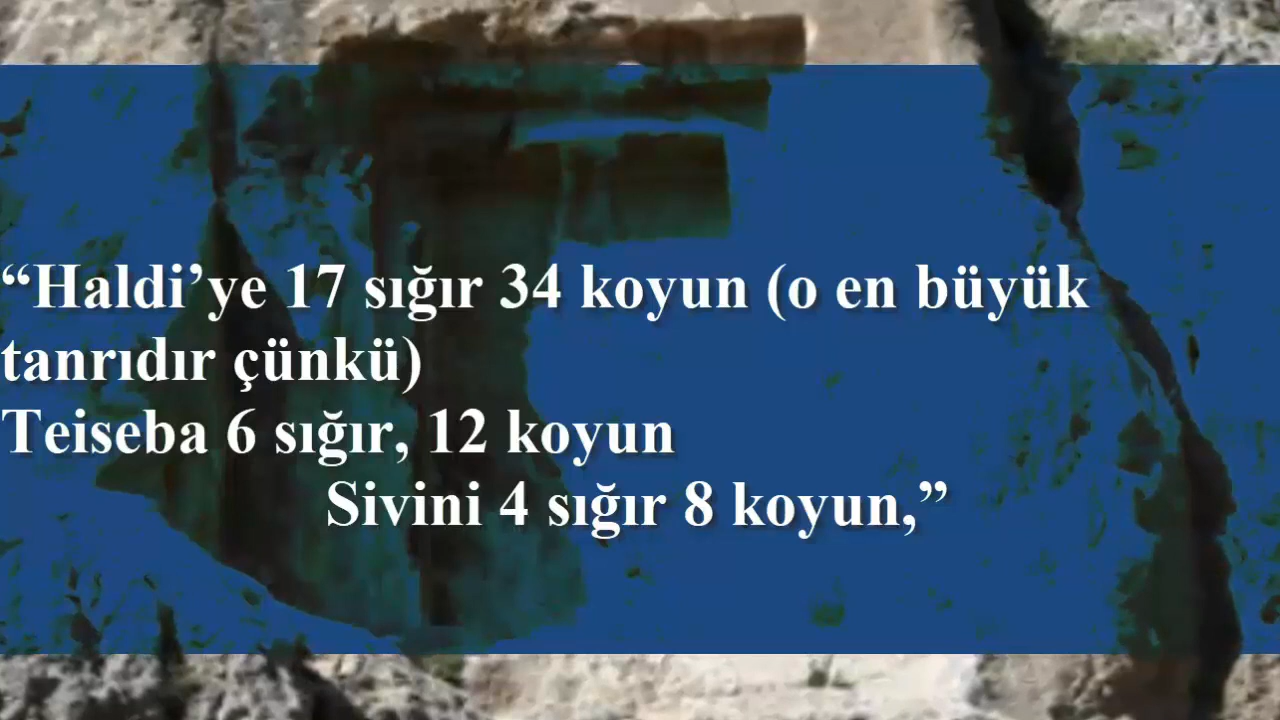 “Haldi’ye 17 sığır 34 koyun (o en büyük
tanrıdır çünkü)
Teiseba 6 sığır, 12 koyun
Sivini 4 sığır 8 koyun,”